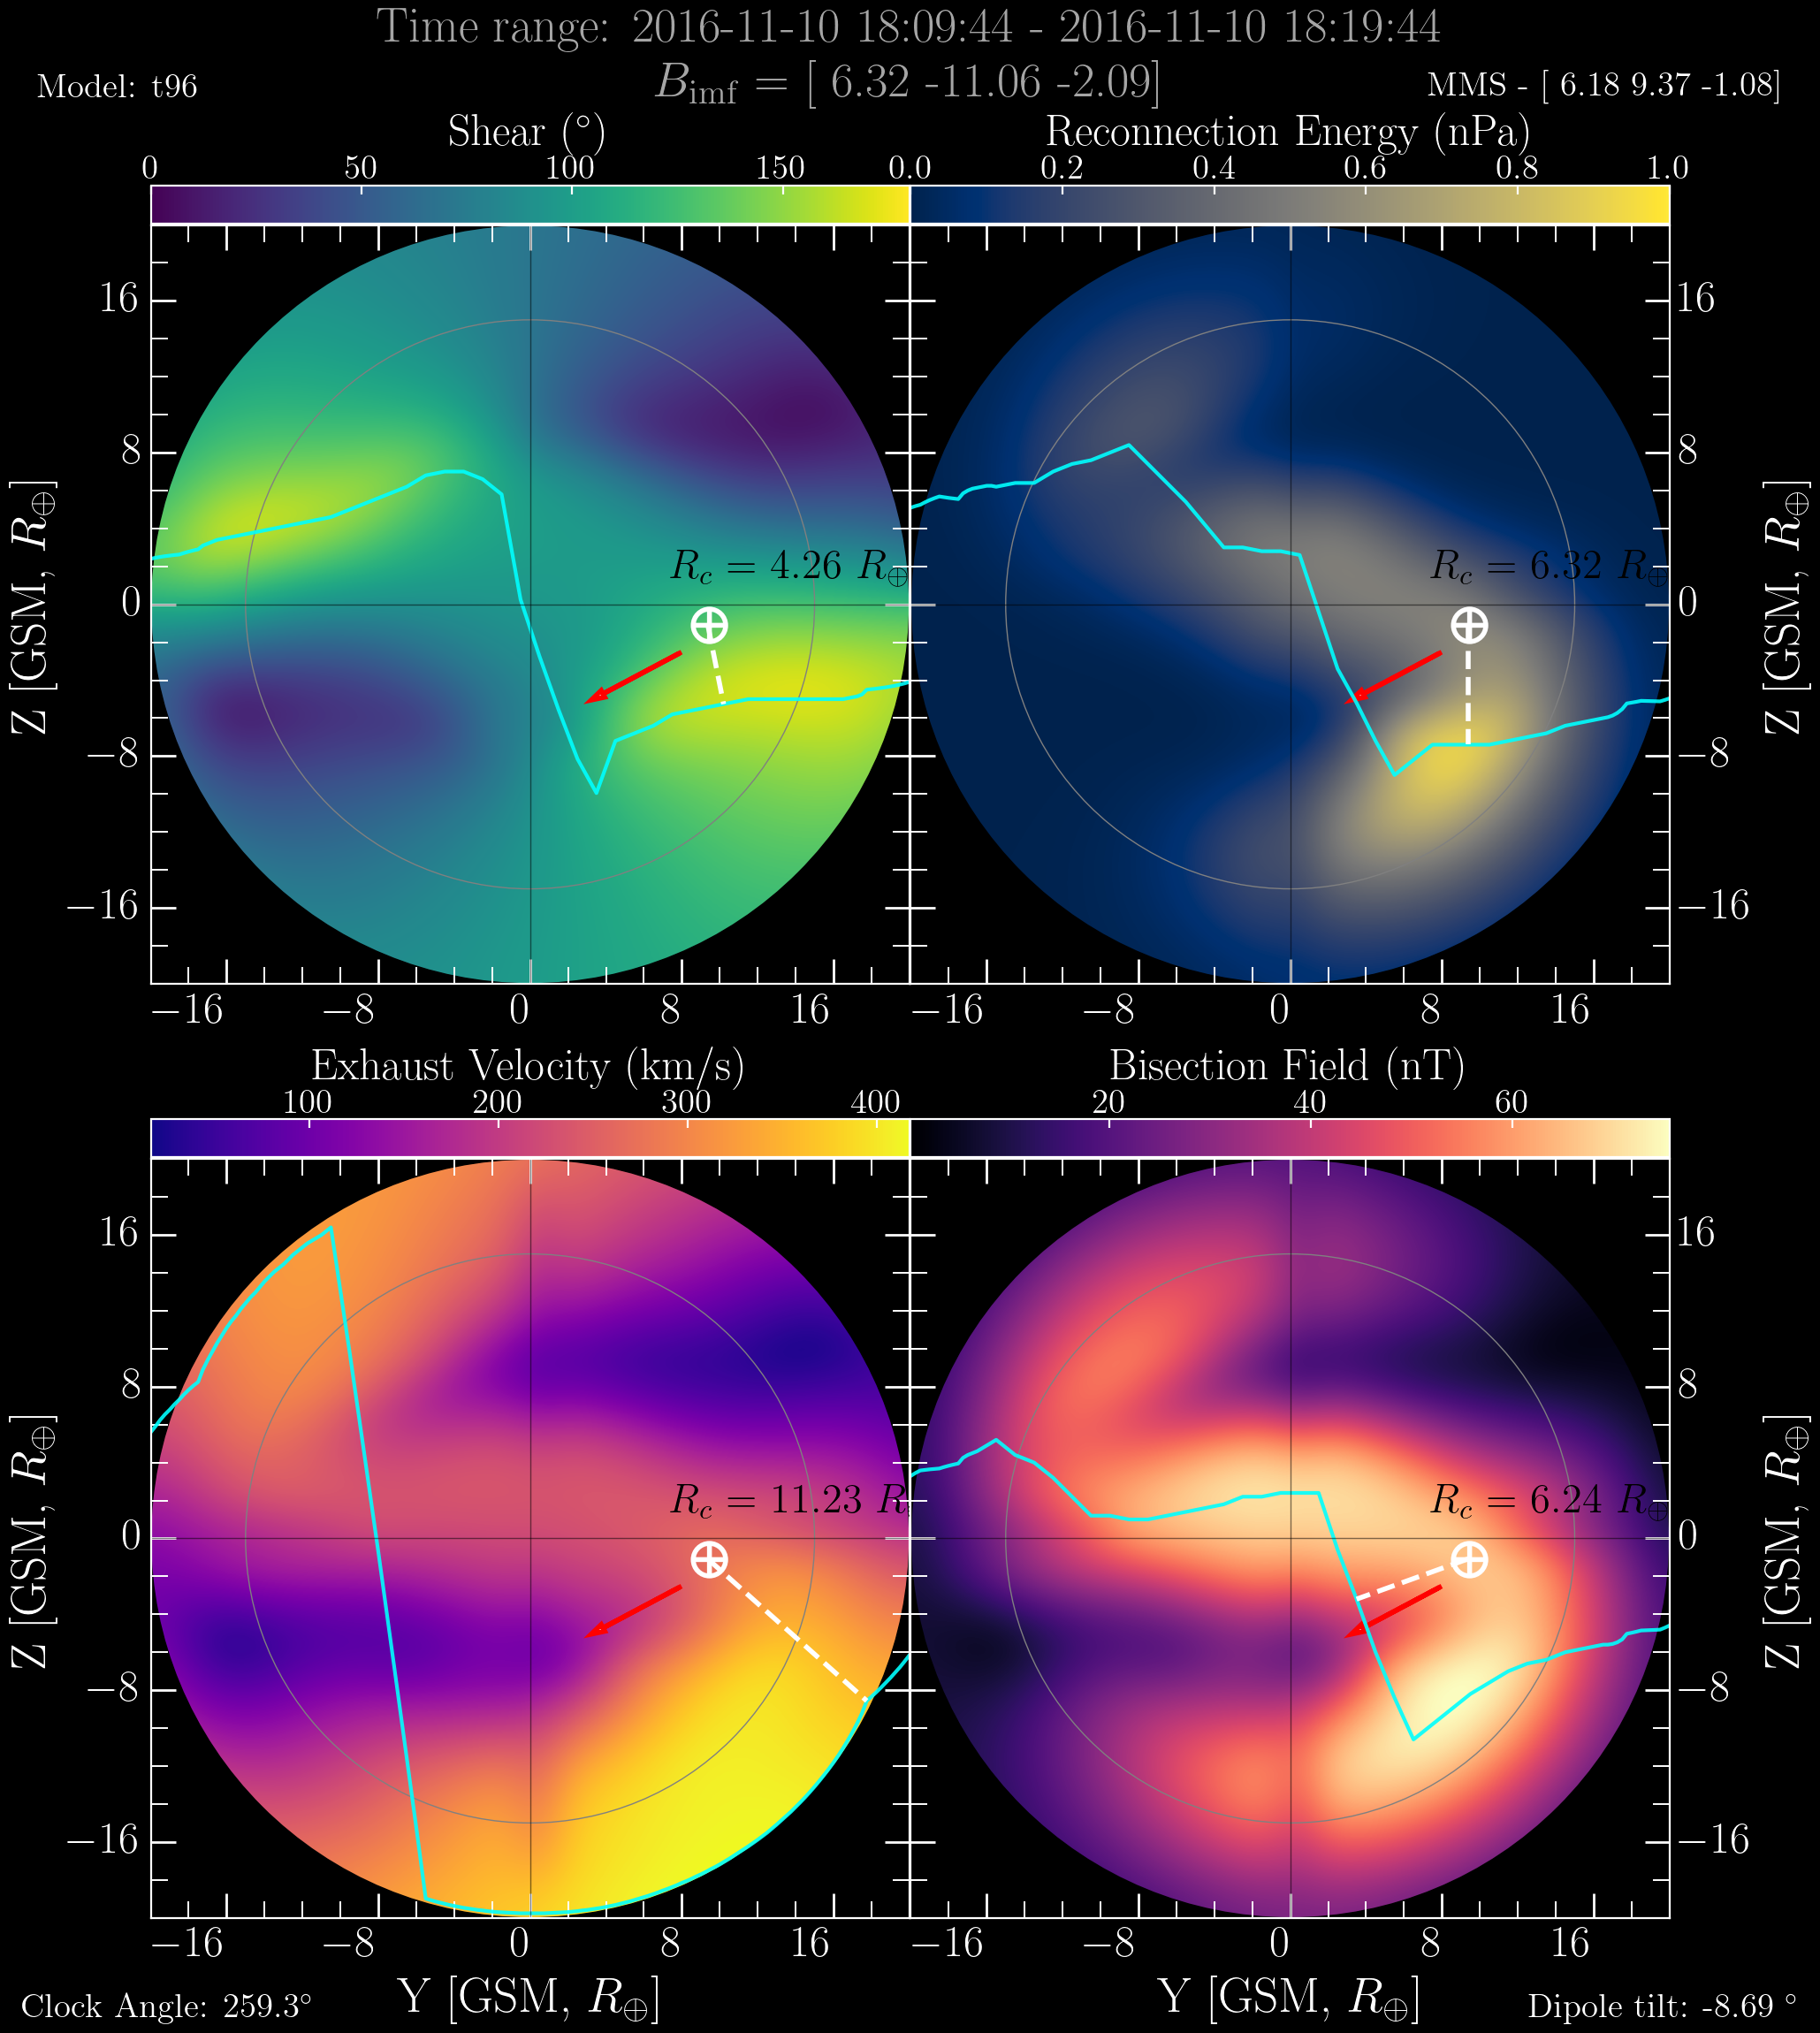 Time range: 2016-11-10 18:09:44 - 2016-11-10 18:19:44
Model: t96
B_imf = [ 6.32 -11.06 -2.09]
MMS - [ 6.18 9.37 -1.08]
Shear (°)
Reconnection Energy (nPa)
0 50 100 150
0.0 0.2 0.4 0.6 0.8 1.0
16
8
0
−8
−16
Z [GSM, R⊕]
R_c = 4.26 R⊕
R_c = 6.32 R⊕
16
8
0
−8
−16
Z [GSM, R⊕]
−16 −8 0 8 16
−16 −8 0 8 16
Exhaust Velocity (km/s)
Bisection Field (nT)
100 200 300 400
20 40 60
16
8
0
−8
−16
Z [GSM, R⊕]
R_c = 11.23 R
R_c = 6.24 R⊕
16
8
0
−8
−16
Z [GSM, R⊕]
−16 −8 0 8 16
−16 −8 0 8 16
Y [GSM, R⊕]
Y [GSM, R⊕]
Clock Angle: 259.3°
Dipole tilt: -8.69 °